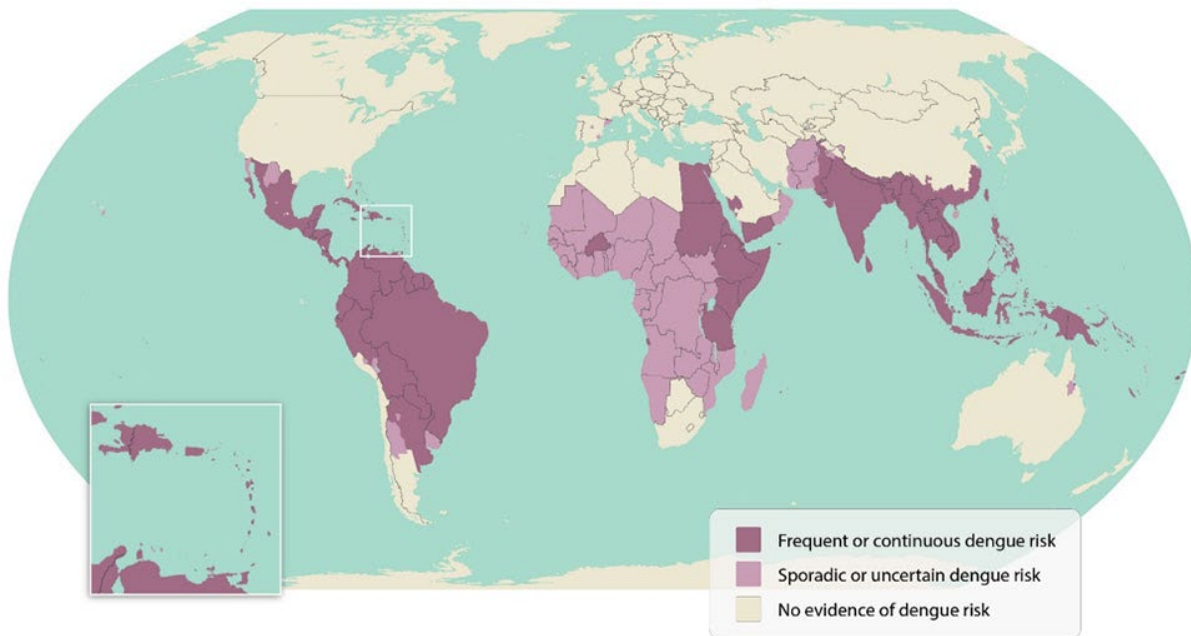 Frequent or continuous dengue risk
Sporadic or uncertain dengue risk
No evidence of dengue risk